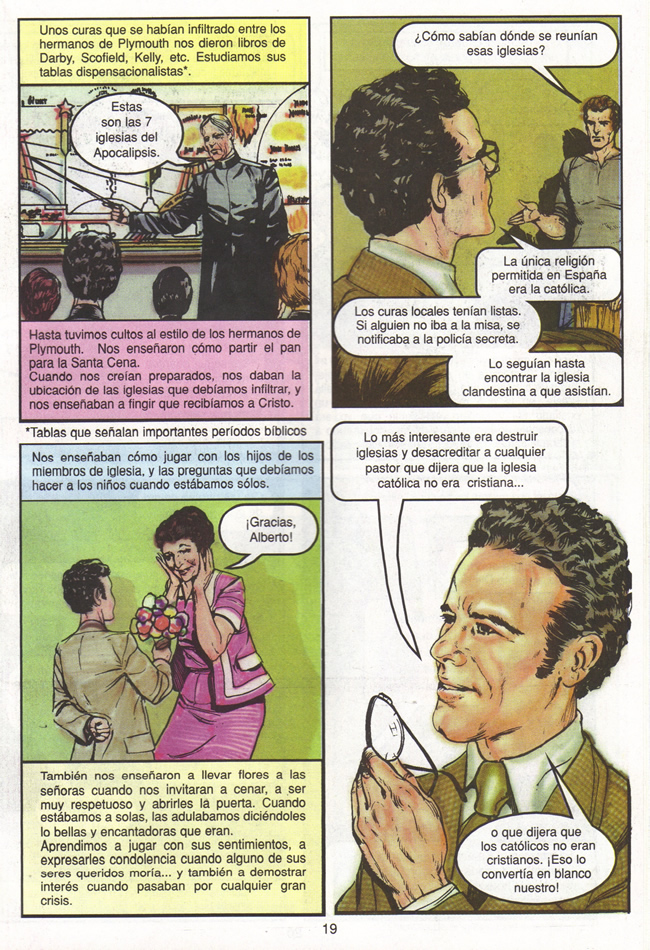 Unos curas que se habían infiltrado entre los
hermanos de Plymouth nos dieron libros de
Darby, Scofield, Kelly, etc. Estudiamos sus
tablas dispensacionalistas*.
Estas
son las 7
iglesias del
Apocalipsis.
Hasta tuvimos cultos al estilo de los hermanos de
Plymouth. Nos enseñaron cómo partir el pan
para la Santa Cena.
Cuando nos creían preparados, nos daban la
ubicación de las iglesias que debíamos infiltrar, y
nos enseñaban a fingir que recibíamos a Cristo.
*Tablas que señalan importantes períodos bíblicos
¿Cómo sabían dónde se reunían
esas iglesias?
La única religión
permitida en España
era la católica.
Los curas locales tenían listas.
Si alguien no iba a la misa, se
notificaba a la policía secreta.
Lo seguían hasta
encontrar la iglesia
clandestina a que asistían.
Nos enseñaban cómo jugar con los hijos de los
miembros de iglesia, y las preguntas que debíamos
hacer a los niños cuando estábamos sólos.
¡Gracias,
Alberto!
También nos enseñaron a llevar flores a las
señoras cuando nos invitaran a cenar, a ser
muy respetuoso y abrirles la puerta. Cuando
estábamos a solas, las adulabamos diciéndoles
lo bellas y encantadoras que eran.
Aprendimos a jugar con sus sentimientos, a
expresarles condolencia cuando alguno de sus
seres queridos moría... y también a demostrar
interés cuando pasaban por cualquier gran
crisis.
Lo más interesante era destruir
iglesias y desacreditar a cualquier
pastor que dijera que la iglesia
católica no era cristiana...
o que dijera que
los católicos no eran
cristianos. ¡Eso lo
convertía en blanco
nuestro!
19